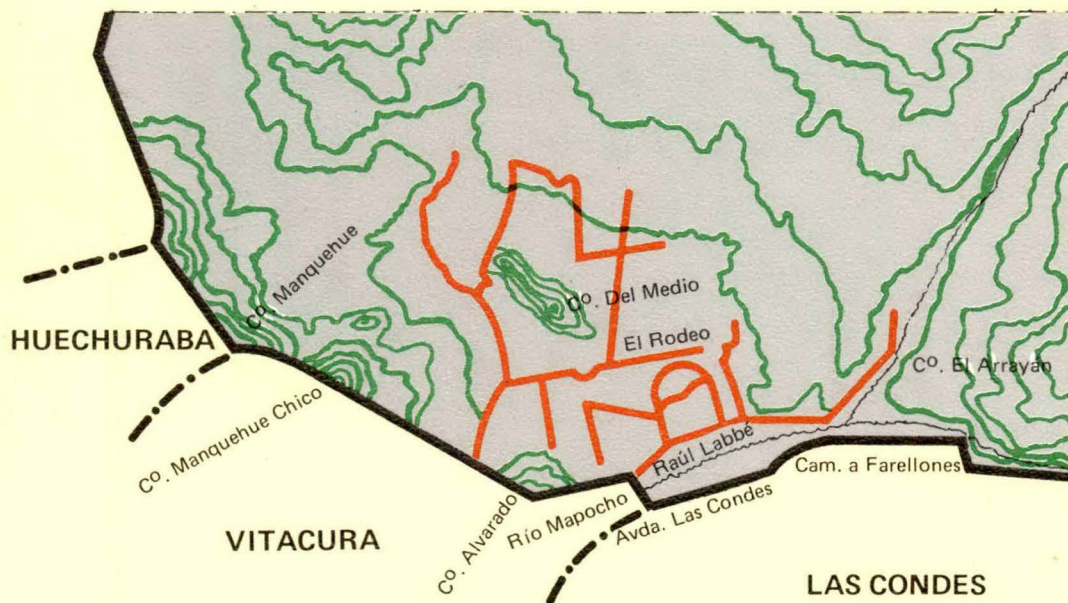 Cº. Manquehue
HUECHURABA
Cº. Del Medio
El Rodeo
Cº. El Arrayán
Cº. Manquehue Chico
Raúl Labbé
Cam. a Farellones
Cº. Alvarado
Río Mapocho
Avda. Las Condes
VITACURA
LAS CONDES